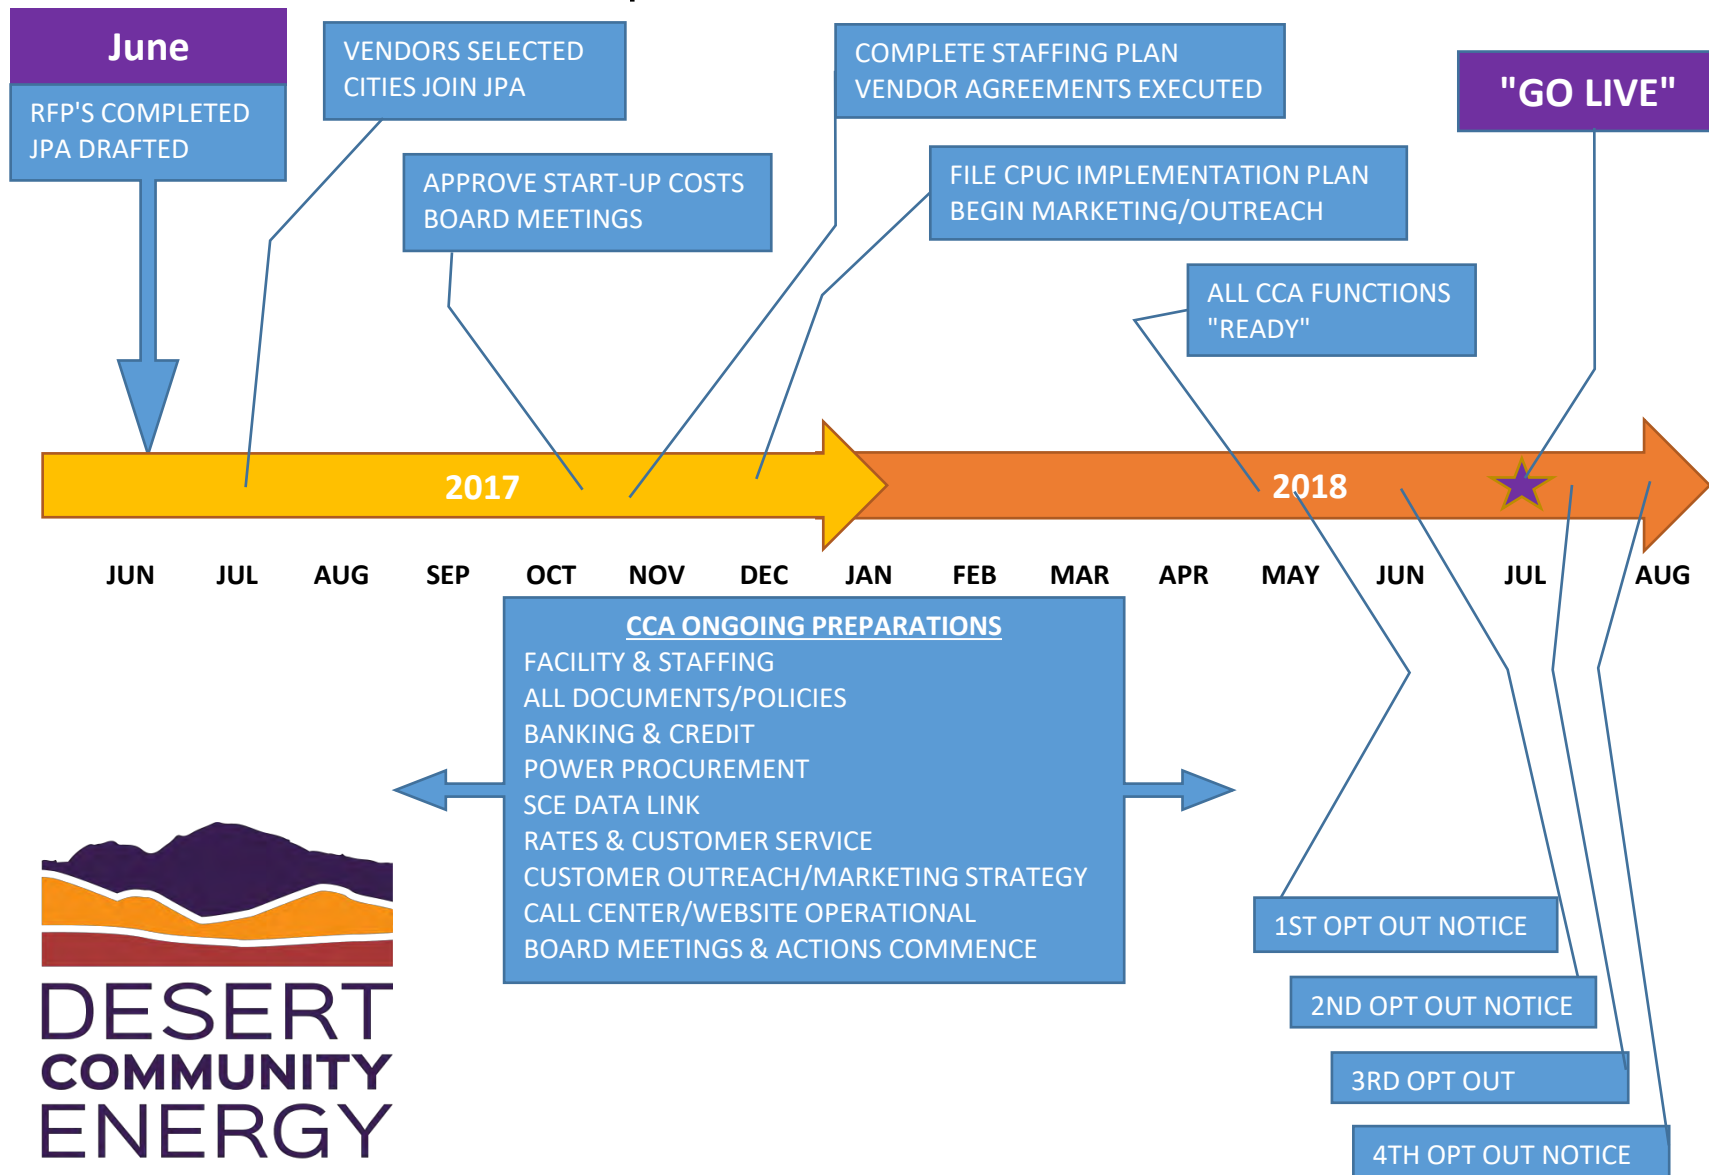 June
RFP'S COMPLETED
JPA DRAFTED
VENDORS SELECTED
CITIES JOIN JPA
APPROVE START-UP COSTS
BOARD MEETINGS
COMPLETE STAFFING PLAN
VENDOR AGREEMENTS EXECUTED
FILE CPUC IMPLEMENTATION PLAN
BEGIN MARKETING/OUTREACH
ALL CCA FUNCTIONS
"READY"
"GO LIVE"
2017
2018
JUN JUL AUG SEP OCT NOV DEC JAN FEB MAR APR MAY JUN JUL AUG
CCA ONGOING PREPARATIONS
FACILITY & STAFFING
ALL DOCUMENTS/POLICIES
BANKING & CREDIT
POWER PROCUREMENT
SCE DATA LINK
RATES & CUSTOMER SERVICE
CUSTOMER OUTREACH/MARKETING STRATEGY
CALL CENTER/WEBSITE OPERATIONAL
BOARD MEETINGS & ACTIONS COMMENCE
1ST OPT OUT NOTICE
2ND OPT OUT NOTICE
3RD OPT OUT
4TH OPT OUT NOTICE
DESERT
COMMUNITY
ENERGY